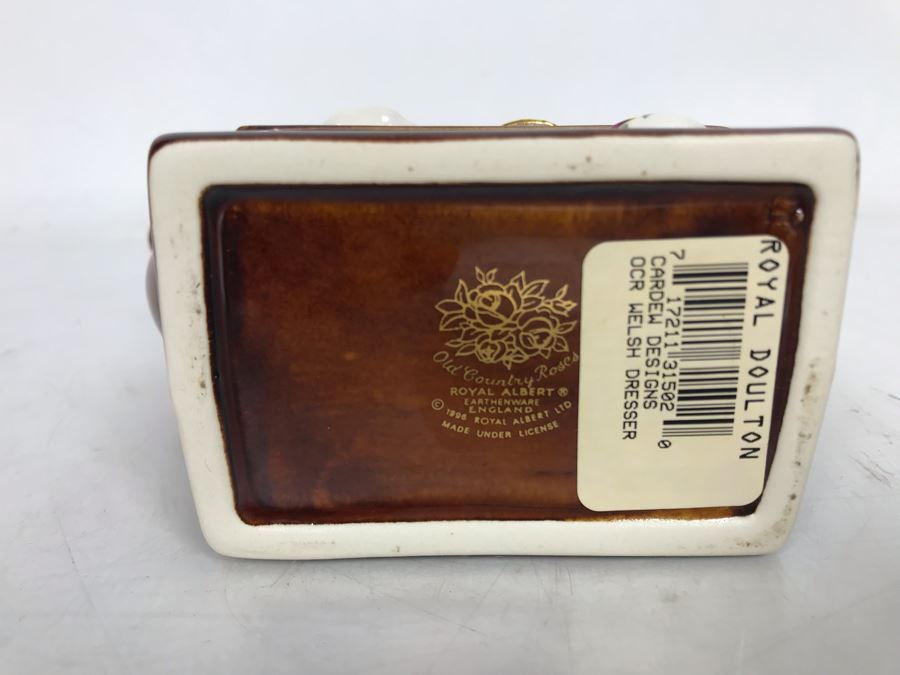 Old Country Roses
ROYAL ALBERT ®
EARTHENWARE
ENGLAND
© 1996 ROYAL ALBERT LTD
MADE UNDER LICENSE
ROYAL DOULTON
7 17211 31502 0
CARDEW DESIGNS
OCR WELSH DRESSER